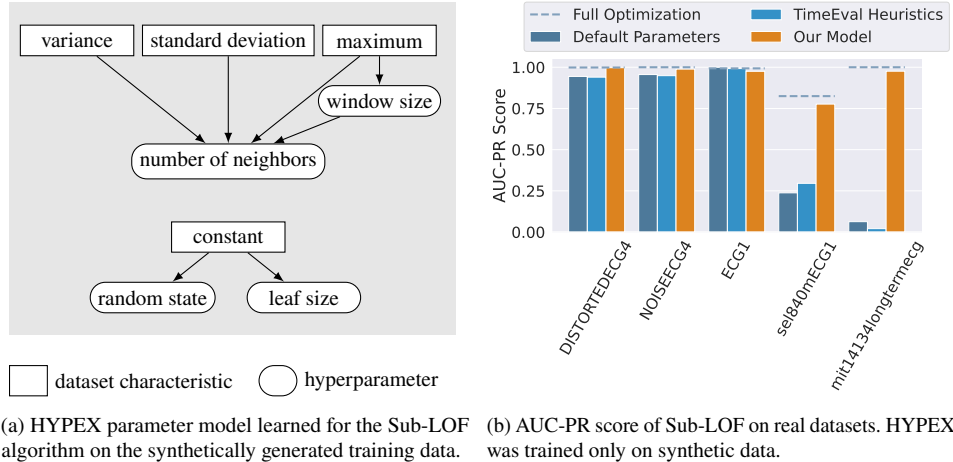 variance
standard deviation
maximum
window size
number of neighbors
constant
random state
leaf size
dataset characteristic
hyperparameter
(a) HYPEX parameter model learned for the Sub-LOF
algorithm on the synthetically generated training data.
Full Optimization
TimeEval Heuristics
Default Parameters
Our Model
AUC-PR Score
1.00
0.75
0.50
0.25
0.00
DISTORTEDECG4
NOISEECG4
ECG1
sel840mECG1
mit14134longtermecg
(b) AUC-PR score of Sub-LOF on real datasets. HYPEX
was trained only on synthetic data.